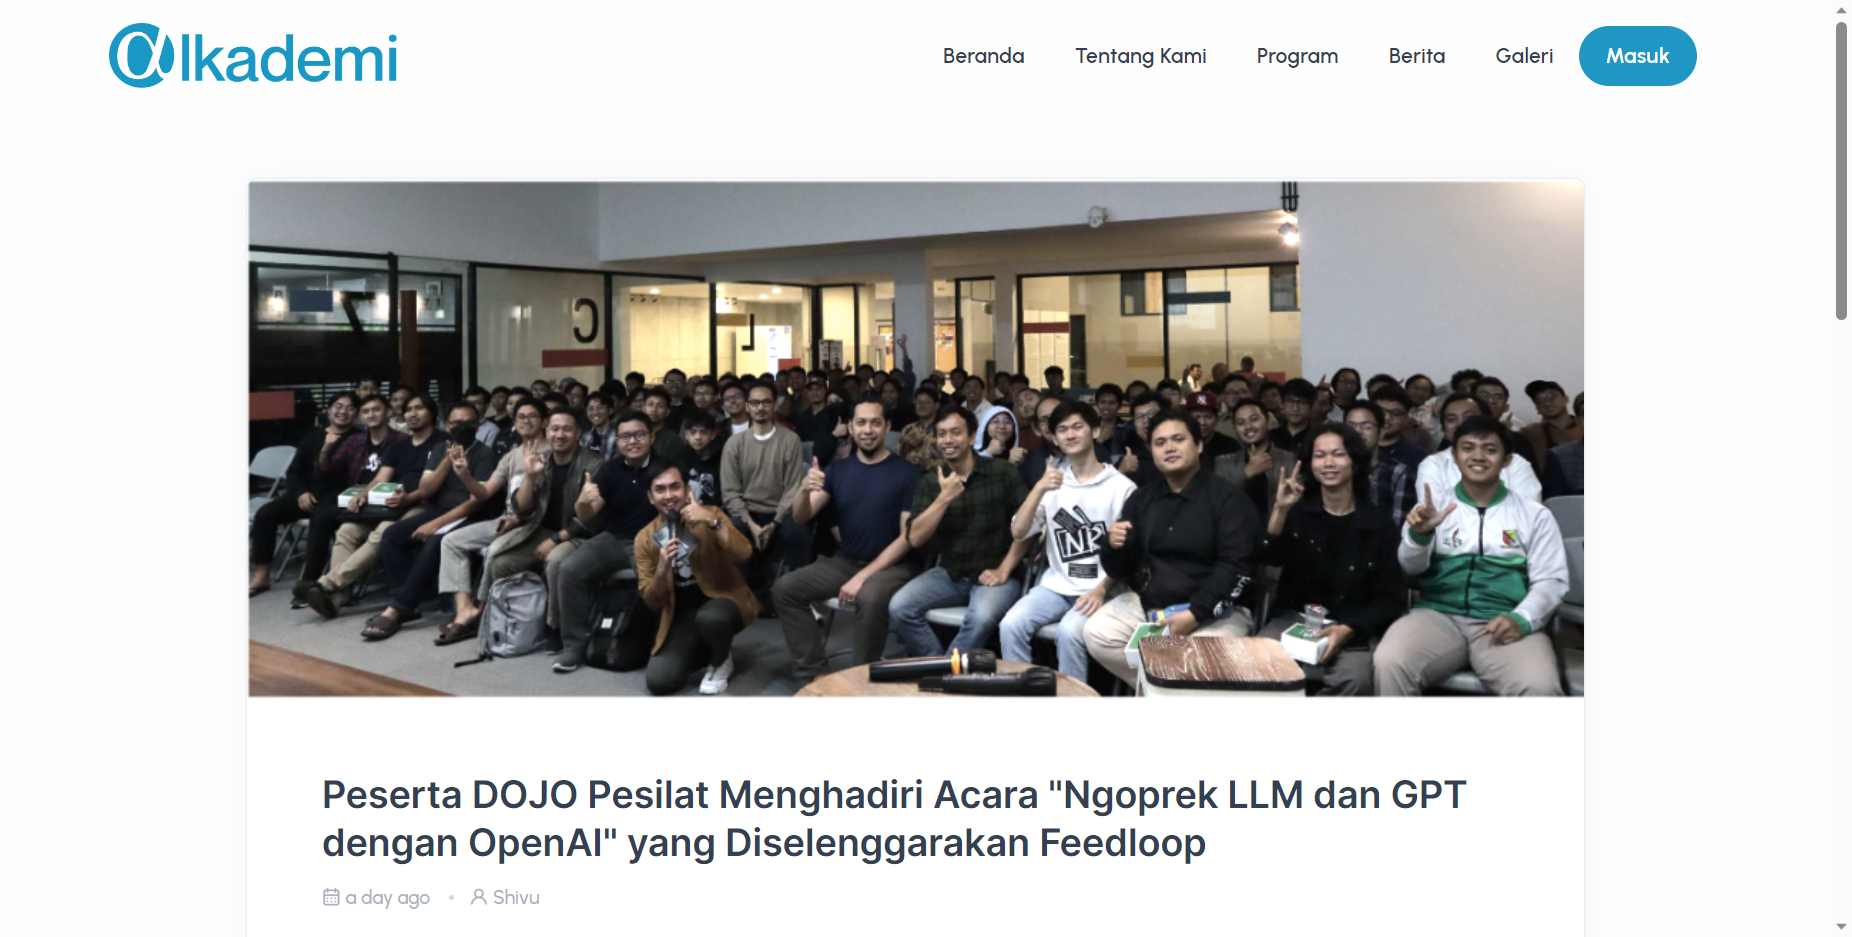 αlkademi
Beranda Tentang Kami Program Berita Galeri Masuk
Peserta DOJO Pesilat Menghadiri Acara "Ngoprek LLM dan GPT
dengan OpenAI" yang Diselenggarakan Feedloop
a day ago • Shivu